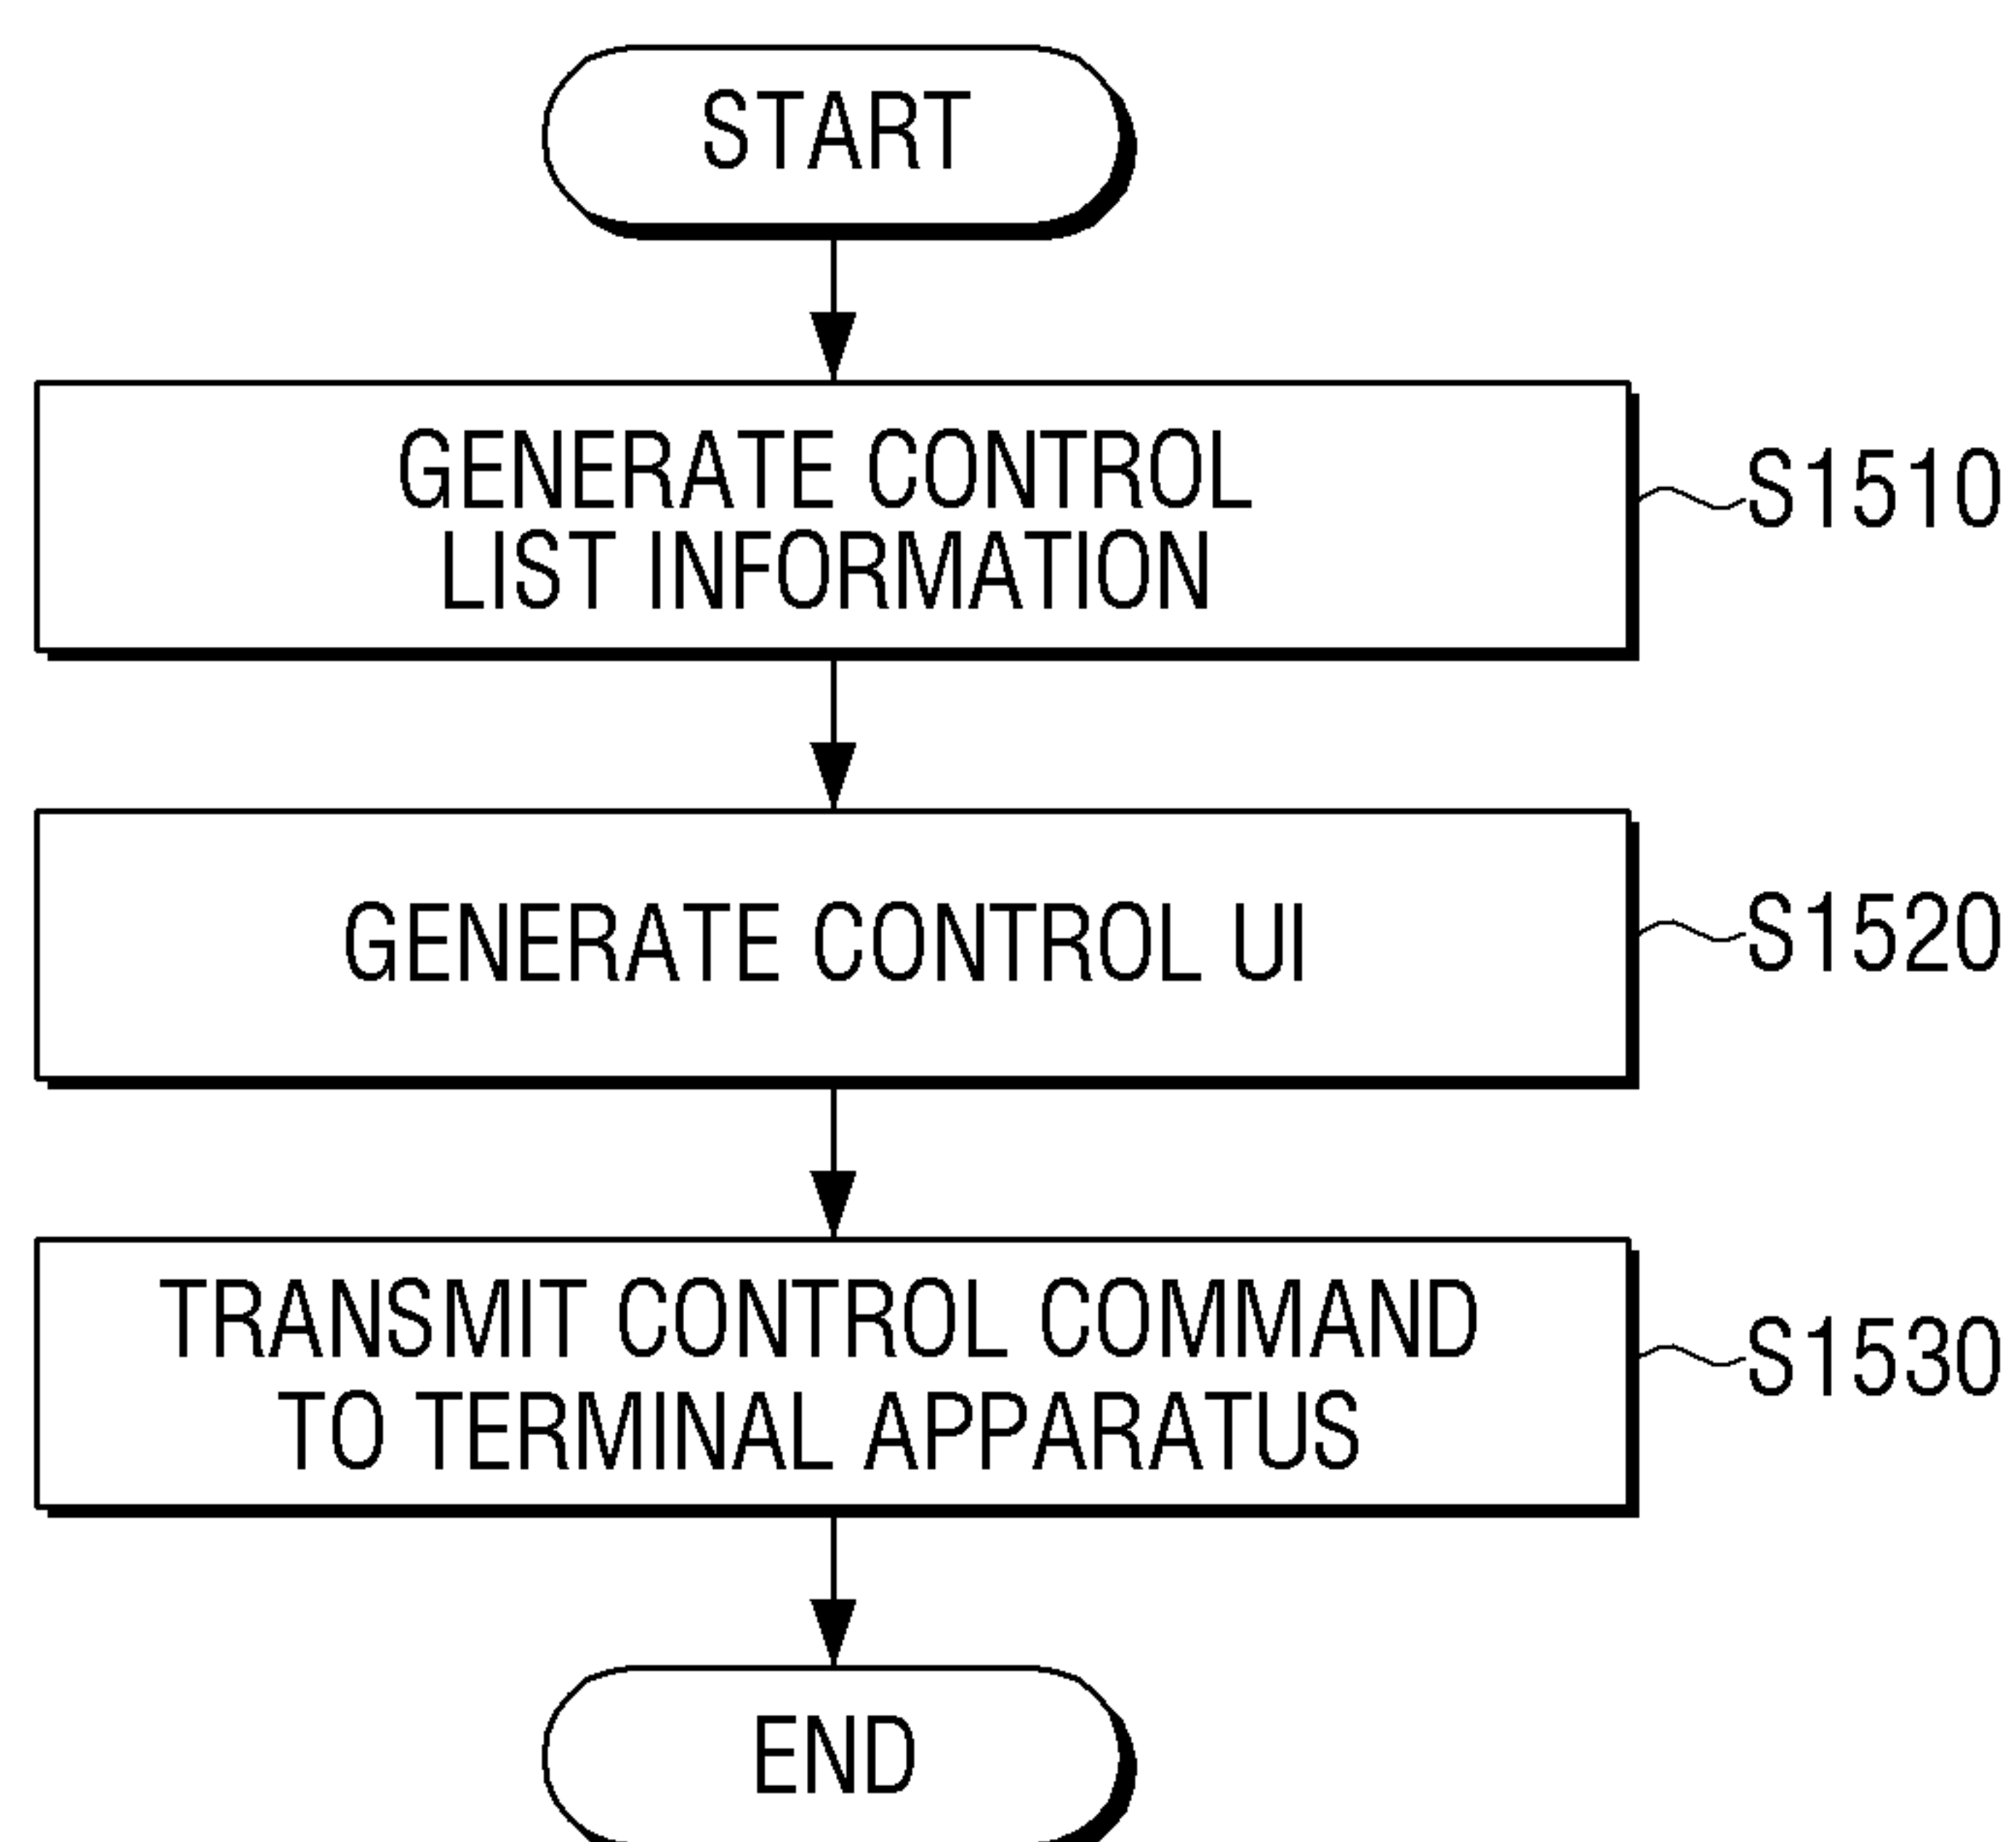 START
GENERATE CONTROL
LIST INFORMATION
S1510
GENERATE CONTROL UI
S1520
TRANSMIT CONTROL COMMAND
TO TERMINAL APPARATUS
S1530
END